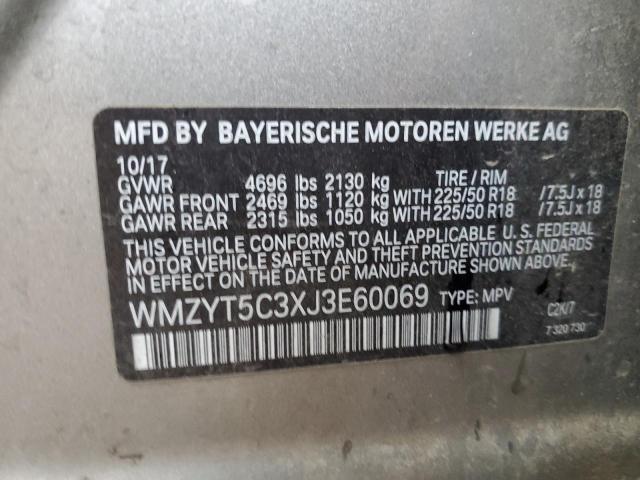 MFD BY BAYERISCHE MOTOREN WERKE AG
10/17
GVWR 4696 lbs 2130 kg TIRE / RIM
GAWR FRONT 2469 lbs 1120 kg WITH 225/50 R18 /7.5J x 18
GAWR REAR 2315 lbs 1050 kg WITH 225/50 R18 /7.5J x 18
THIS VEHICLE CONFORMS TO ALL APPLICABLE U. S. FEDERAL
MOTOR VEHICLE SAFETY AND THEFT PREVENTION STANDARDS
IN EFFECT ON THE DATE OF MANUFACTURE SHOWN ABOVE.
WMZYT5C3XJ3E60069 TYPE: MPV C2K/7
7 320 730